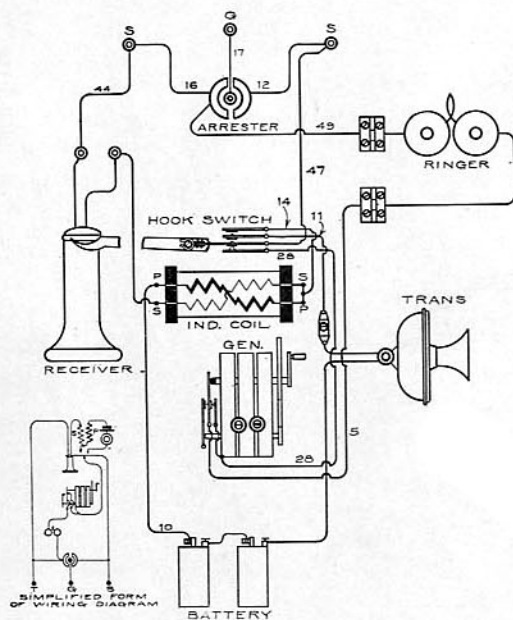 G
S
S
17
44
16
12
ARRESTER
49
RINGER
47
HOOK SWITCH
14
11
28
P
S
S
P
IND. COIL
TRANS
GEN.
RECEIVER
5
28
10
BATTERY
S
P
T
G
S
SIMPLIFIED FORM
OF WIRING DIAGRAM